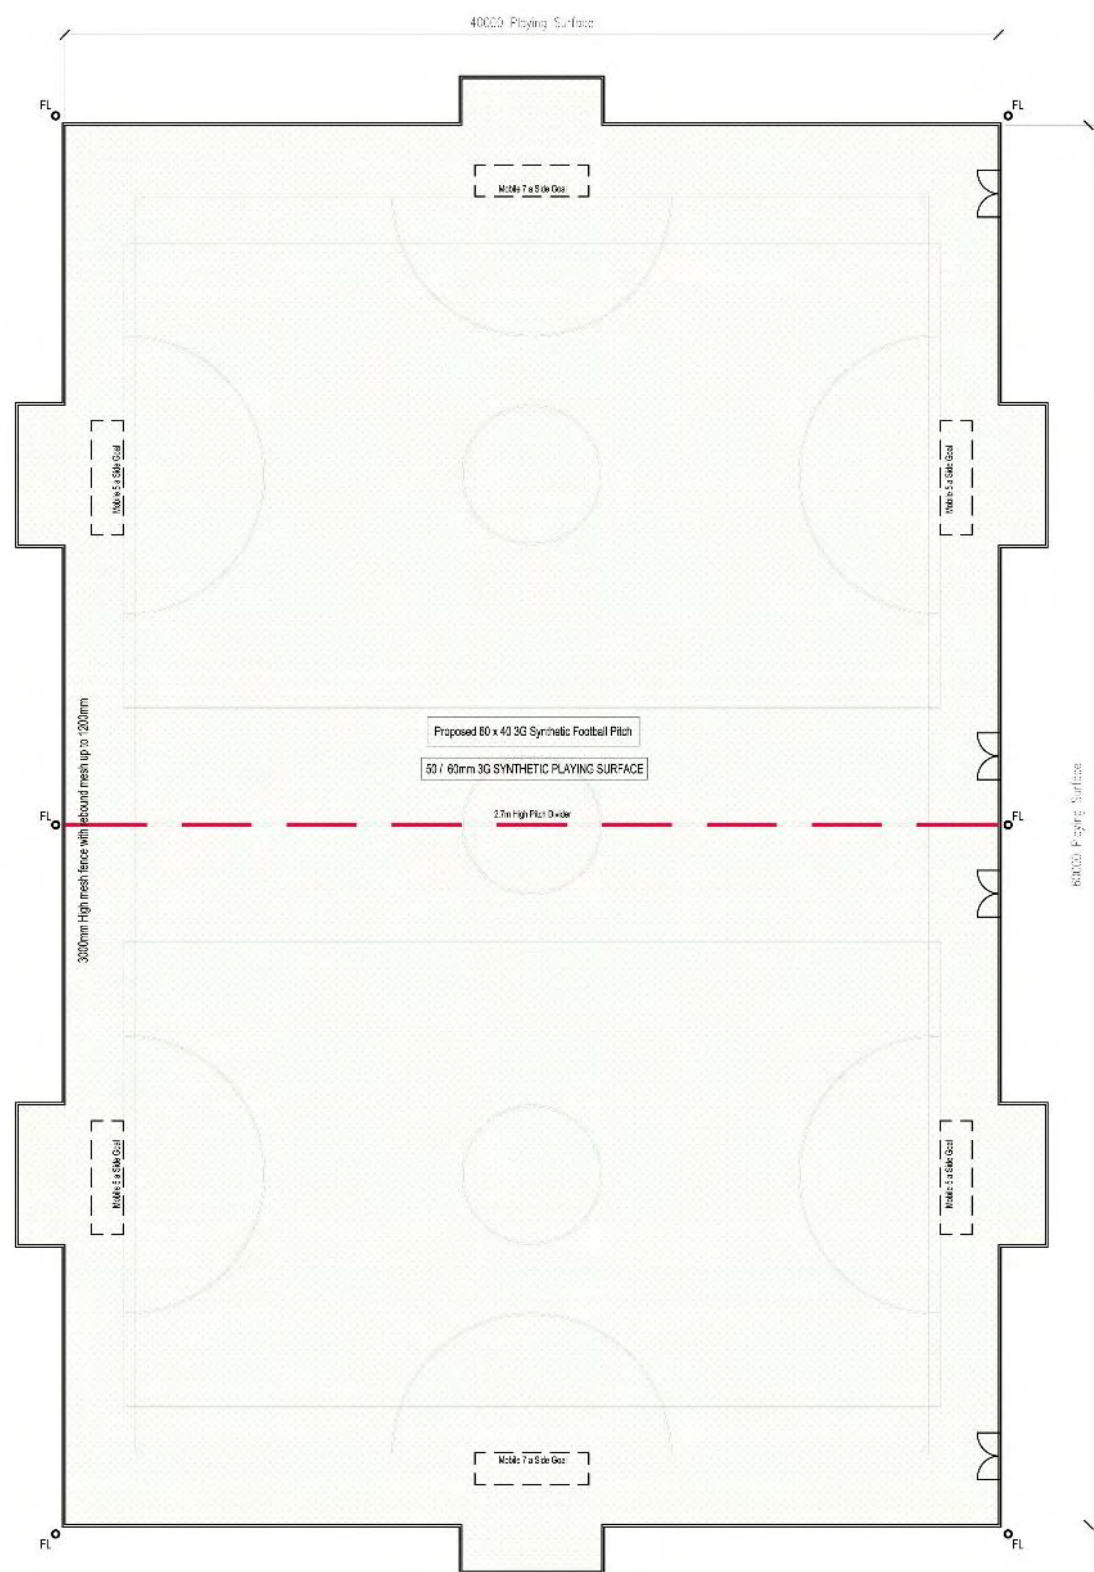 40000 Playing Surface
FL
FL
Mobile 7 a Side Goal
Mobile 5 a Side Goal
Mobile 5 a Side Goal
3000mm High mesh fence with rebound mesh up to 1200mm
Proposed 60 x 40 3G Synthetic Football Pitch
50 / 60mm 3G SYNTHETIC PLAYING SURFACE
2.7m High Pitch Divider
FL
FL
60000 Playing Surface
Mobile 5 a Side Goal
Mobile 5 a Side Goal
Mobile 7 a Side Goal
FL
FL